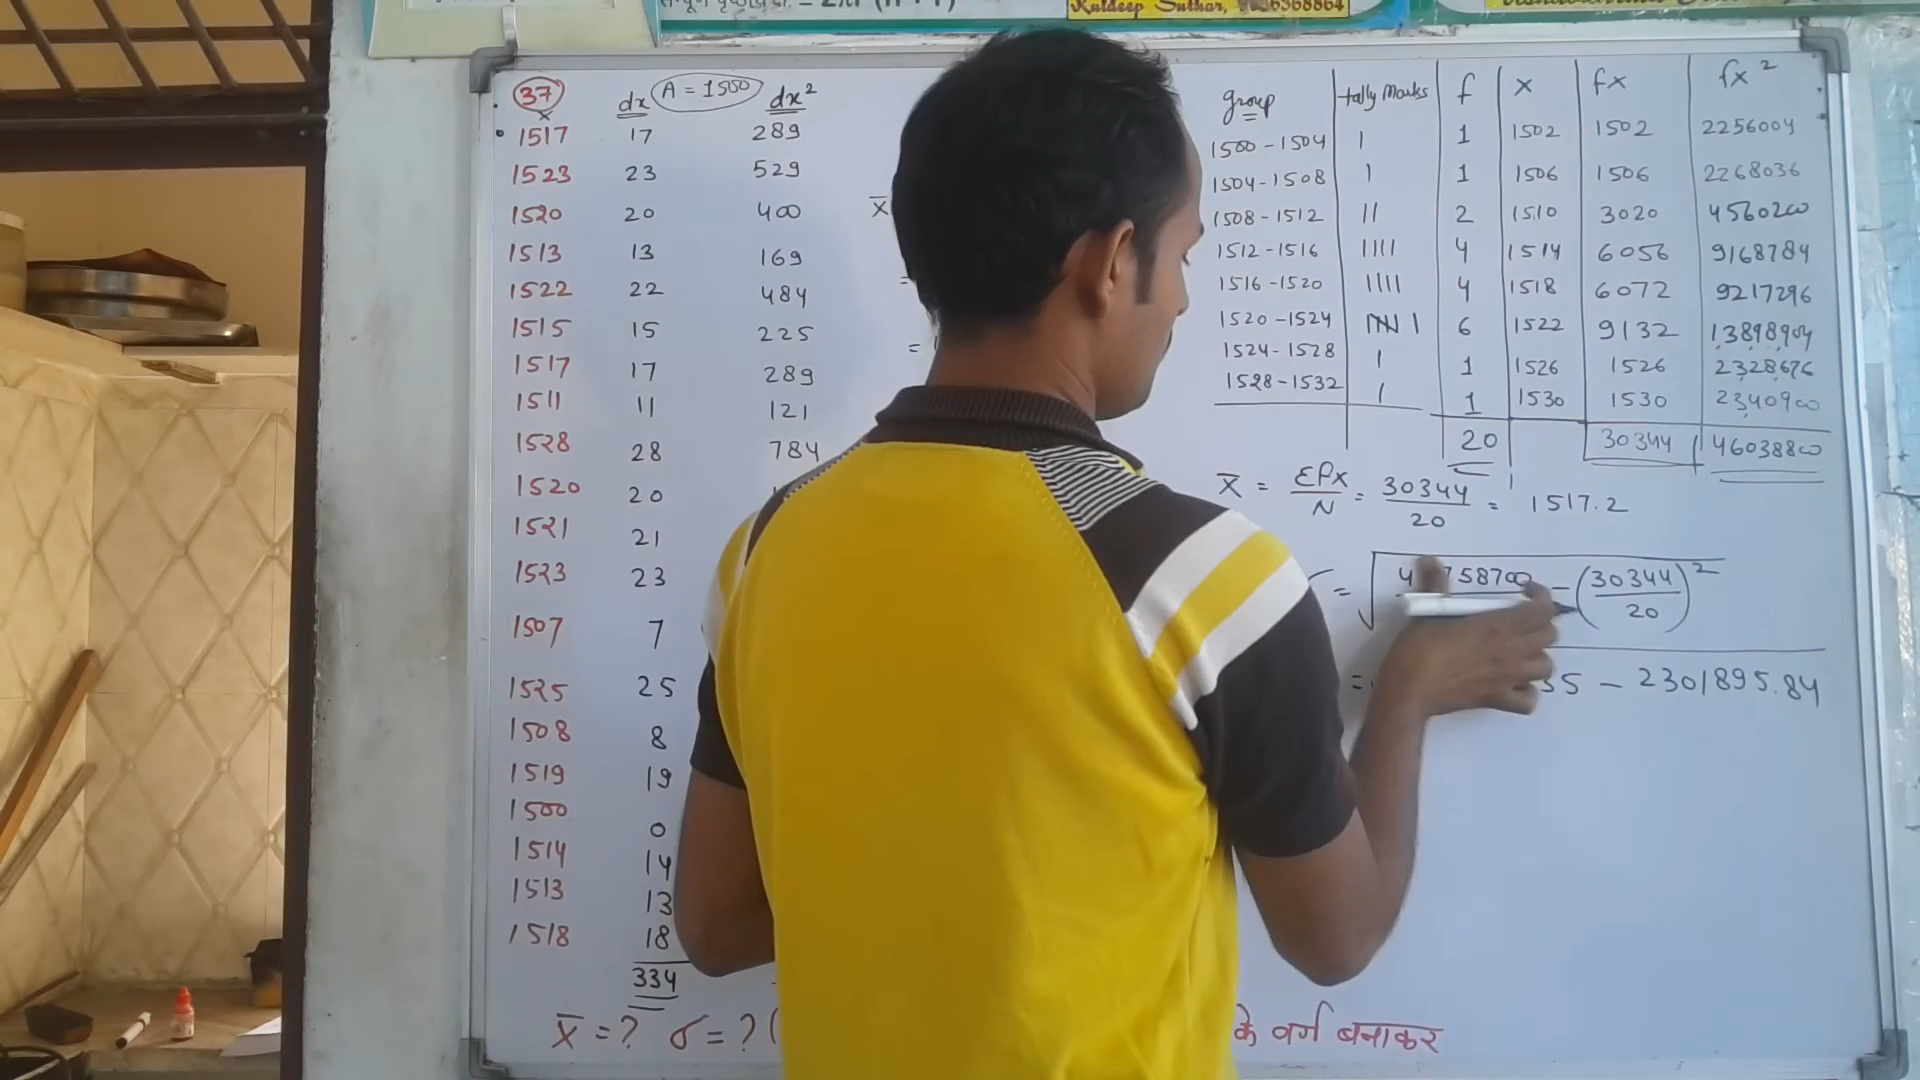 Kuldeep Suthar,
37
x dx A = 1500 dx²
1517 17 289
1523 23 529
1520 20 400
1513 13 169
1522 22 484
1515 15 225
1517 17 289
1511 11 121
1528 28 784
1520 20
1521 21
1523 23
1507 7
1525 25
1508 8
1519 19
1500 0
1514 14
1513 13
1518 18
334
x̄ = ? σ = ? (
के वर्ग बनाकर
x̄
=
=
group tally marks f x fx fx²
1500-1504 | 1 1502 1502 2256004
1504-1508 | 1 1506 1506 2268036
1508-1512 || 2 1510 3020 4560200
1512-1516 |||| 4 1514 6056 9168784
1516-1520 |||| 4 1518 6072 9217296
1520-1524 |||| | 6 1522 9132 13898904
1524-1528 | 1 1526 1526 2328676
1528-1532 | 1 1530 1530 2340900
20 30344 46038800
x̄ = Σfx/N = 30344/20 = 1517.2
= √ 58700 - (30344/20)²
= 35 - 2301895.84